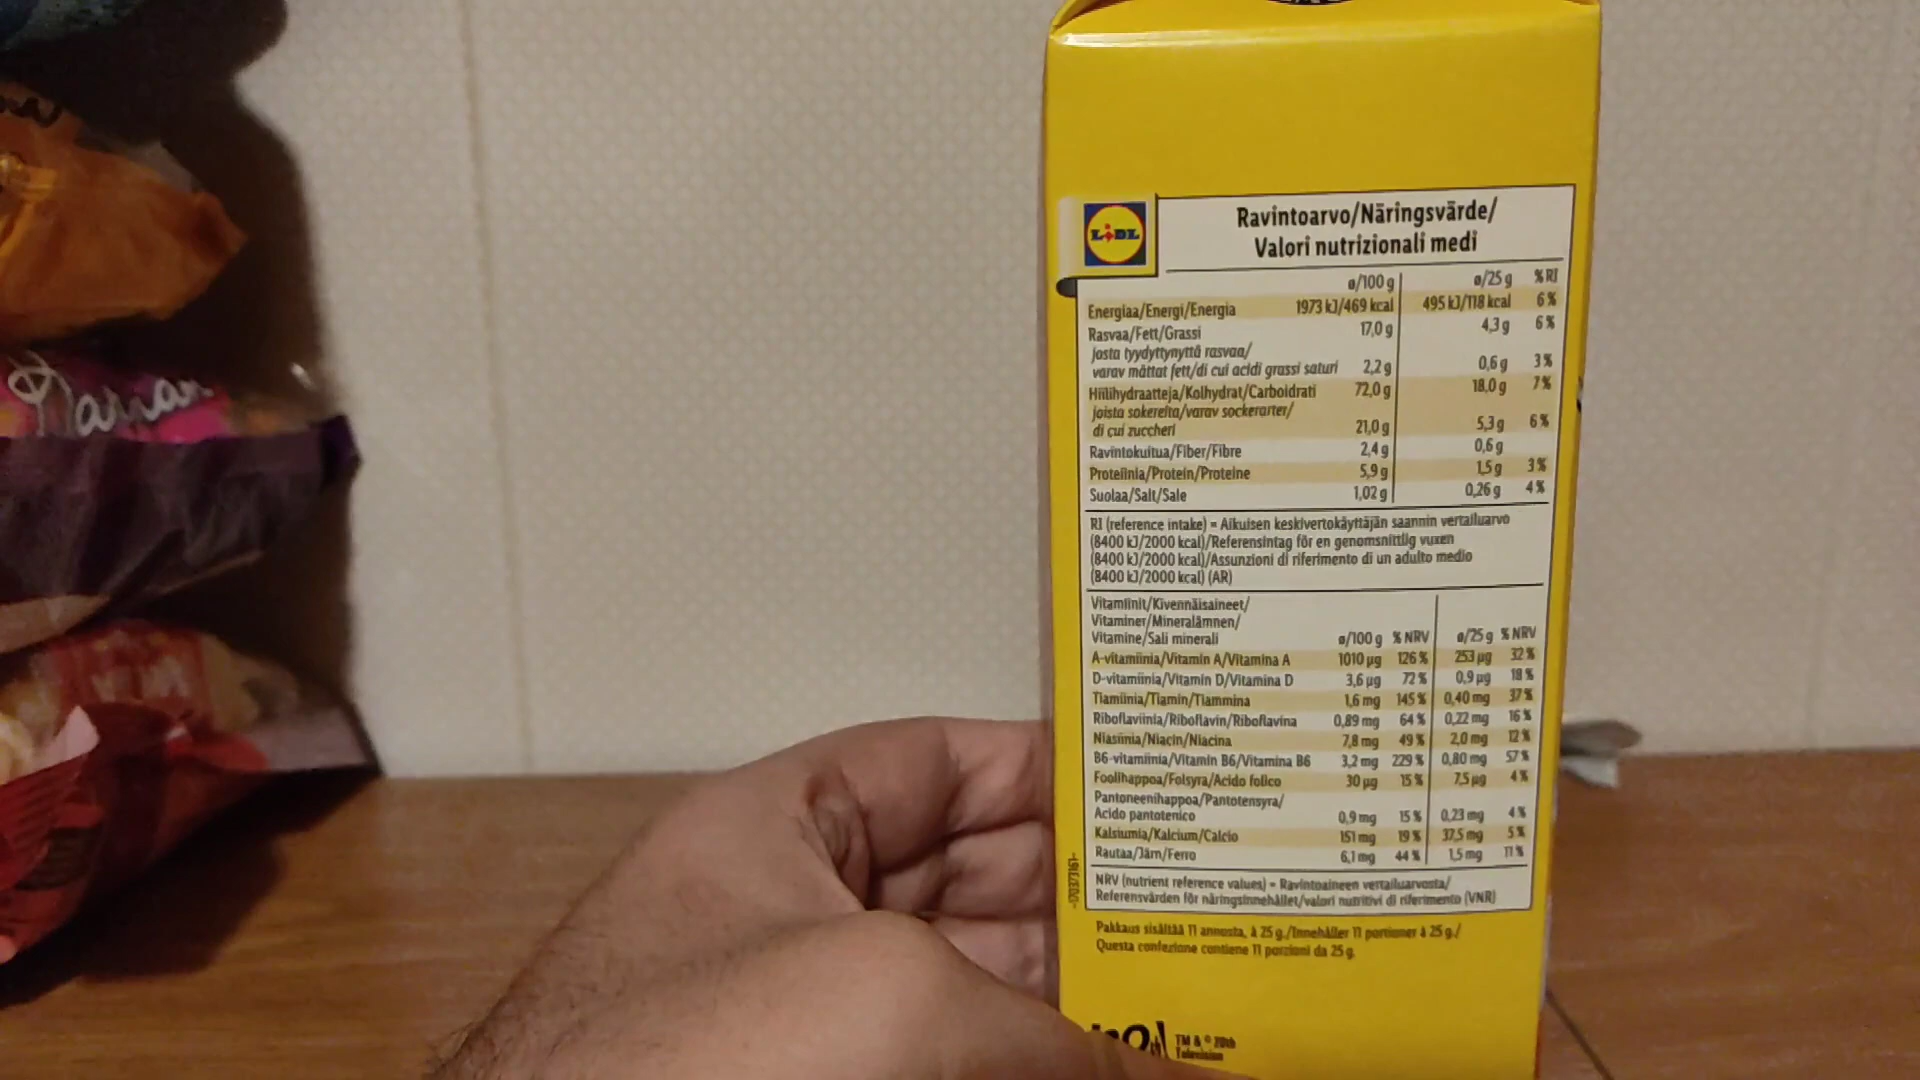 LIDL
Ravintoarvo/Näringsvärde/
Valori nutrizionali medi
ø/100 g ø/25 g %RI
Energiaa/Energi/Energia 1973 kJ/469 kcal 495 kJ/118 kcal 6%
Rasvaa/Fett/Grassi 17,0 g 4,3 g 6%
josta tyydyttynyttä rasvaa/
varav mättat fett/di cui acidi grassi saturi 2,2 g 0,6 g 3%
Hiilihydraatteja/Kolhydrat/Carboidrati 72,0 g 18,0 g 7%
joista sokereita/varav sockerarter/
di cui zuccheri 21,0 g 5,3 g 6%
Ravintokuitua/Fiber/Fibre 2,4 g 0,6 g
Proteiinia/Protein/Proteine 5,9 g 1,5 g 3%
Suolaa/Salt/Sale 1,02 g 0,26 g 4%
RI (reference intake) = Aikuisen keskivertokäyttäjän saannin vertailuarvo
(8400 kJ/2000 kcal)/Referensintag för en genomsnittlig vuxen
(8400 kJ/2000 kcal)/Assunzioni di riferimento di un adulto medio
(8400 kJ/2000 kcal) (AR)
Vitamiinit/Kivennäisaineet/
Vitaminer/Mineralämnen/
Vitamine/Sali minerali ø/100 g % NRV ø/25 g % NRV
A-vitamiinia/Vitamin A/Vitamina A 1010 µg 126% 253 µg 32%
D-vitamiinia/Vitamin D/Vitamina D 3,6 µg 72% 0,9 µg 18%
Tiamiinia/Tiamin/Tiammina 1,6 mg 145% 0,40 mg 37%
Riboflaviinia/Riboflavin/Riboflavina 0,89 mg 64% 0,22 mg 16%
Niasiinia/Niacin/Niacina 7,8 mg 49% 2,0 mg 12%
B6-vitamiinia/Vitamin B6/Vitamina B6 3,2 mg 229% 0,80 mg 57%
Foolihappoa/Folsyra/Acido folico 30 µg 15% 7,5 µg 4%
Pantoneenihappoa/Pantotensyra/
Acido pantotenico 0,9 mg 15% 0,23 mg 4%
Kalsiumia/Kalcium/Calcio 151 mg 19% 37,5 mg 5%
Rautaa/Järn/Ferro 6,1 mg 44% 1,5 mg 11%
NRV (nutrient reference values) = Ravintoaineen vertailuarvosta/
Referensvärden för näringsinnehållet/valori nutritivi di riferimento (VNR)
Pakkaus sisältää 11 annosta, à 25 g./Innehåller 11 portioner à 25 g./
Questa confezione contiene 11 porzioni da 25 g.
TM & © 20th
Television